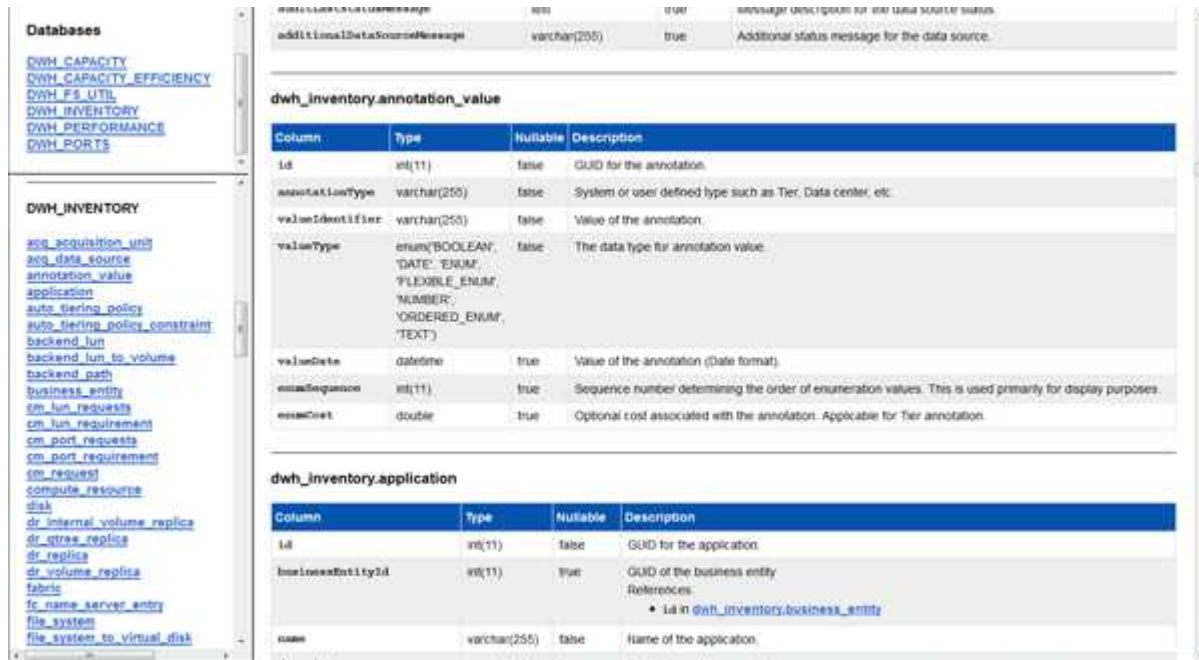 Databases
DWH_CAPACITY
DWH_CAPACITY_EFFICIENCY
DWH_FS_UTIL
DWH_INVENTORY
DWH_PERFORMANCE
DWH_PORTS
DWH_INVENTORY
acq_acquisition_unit
acq_data_source
annotation_value
application
auto_tiering_policy
auto_tiering_policy_constraint
backend_lun
backend_lun_to_volume
backend_path
business_entity
cm_lun_requests
cm_lun_requirement
cm_port_requests
cm_port_requirement
cm_request
compute_resource
disk
dr_internal_volume_replica
dr_qtree_replica
dr_replica
dr_volume_replica
fabric
fc_name_server_entry
file_system
file_system_to_virtual_disk
text true Message description for the data source status.
additionalDataSourceMessage varchar(255) true Additional status message for the data source.
dwh_inventory.annotation_value
Column Type Nullable Description
id int(11) false GUID for the annotation.
annotationType varchar(255) false System or user defined type such as Tier, Data center, etc.
valueIdentifier varchar(255) false Value of the annotation.
valueType enum('BOOLEAN', false The data type for annotation value.
'DATE', 'ENUM',
'FLEXIBLE_ENUM',
'NUMBER',
'ORDERED_ENUM',
'TEXT')
valueDate datetime true Value of the annotation (Date format).
enumSequence int(11) true Sequence number determining the order of enumeration values. This is used primarily for display purposes.
enumCost double true Optional cost associated with the annotation. Applicable for Tier annotation.
dwh_inventory.application
Column Type Nullable Description
id int(11) false GUID for the application.
businessEntityId int(11) true GUID of the business entity
References:
• id in dwh_inventory.business_entity
name varchar(255) false Name of the application.